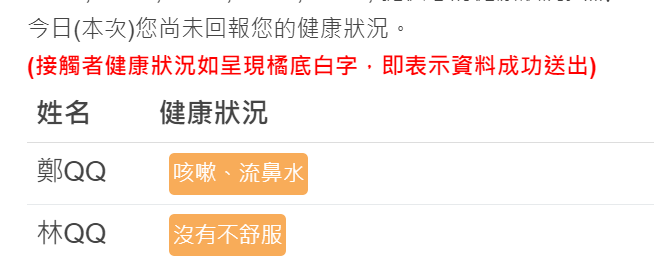 今日(本次)您尚未回報您的健康狀況。
(接觸者健康狀況如呈現橘底白字，即表示資料成功送出)
姓名 健康狀況
鄭QQ 咳嗽、流鼻水
林QQ 沒有不舒服